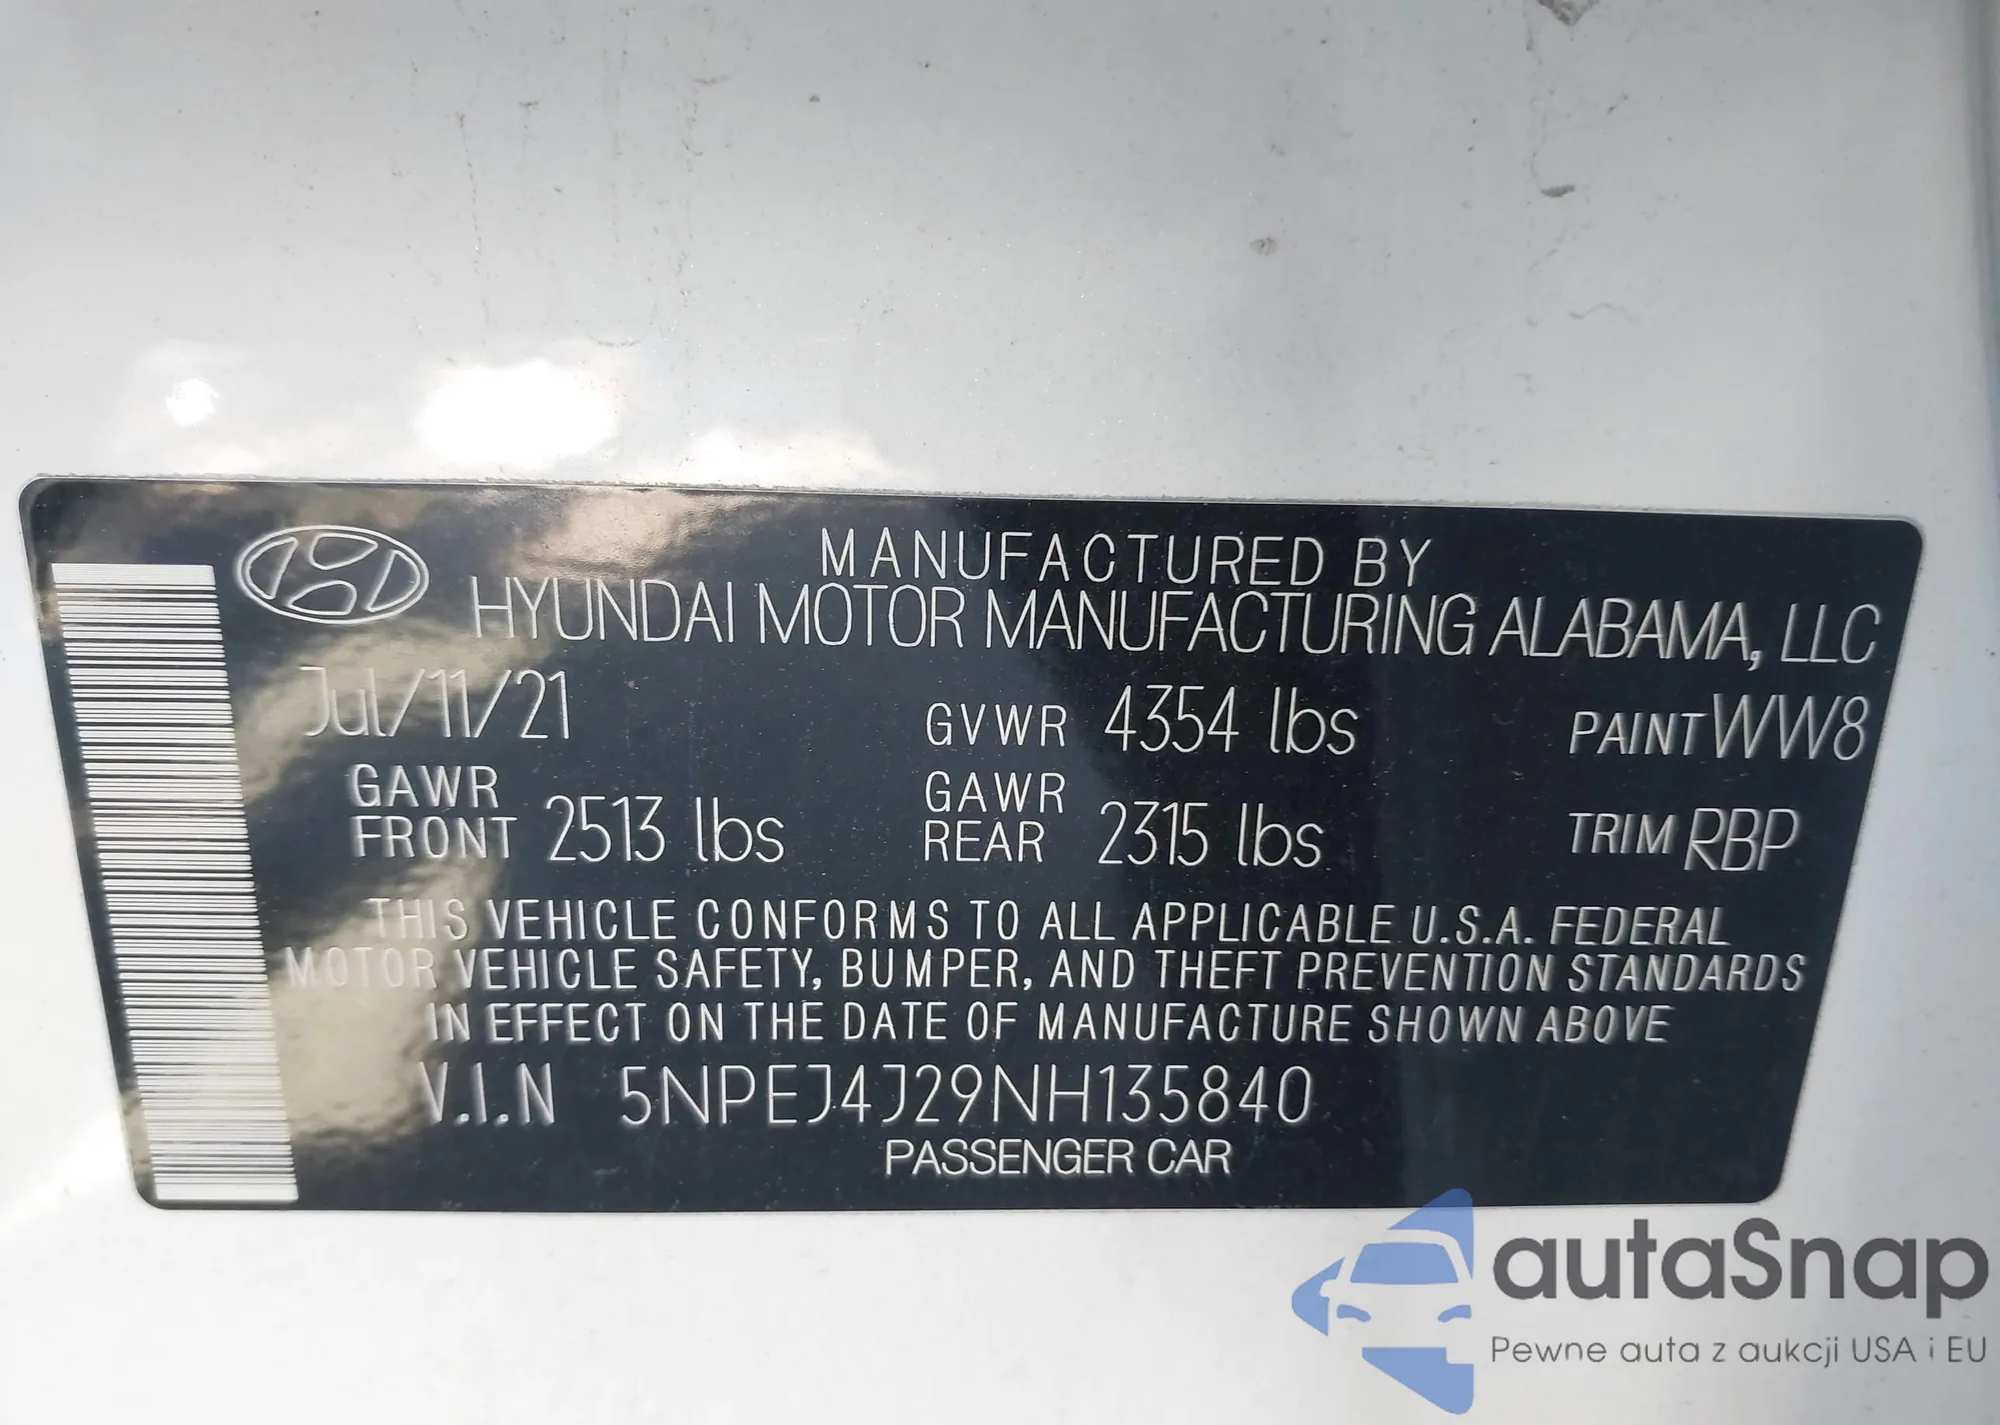 MANUFACTURED BY
HYUNDAI MOTOR MANUFACTURING ALABAMA, LLC
Jul/11/21 GVWR 4354 lbs PAINT WW8
GAWR FRONT 2513 lbs GAWR REAR 2315 lbs TRIM RBP
THIS VEHICLE CONFORMS TO ALL APPLICABLE U.S.A. FEDERAL
MOTOR VEHICLE SAFETY, BUMPER, AND THEFT PREVENTION STANDARDS
IN EFFECT ON THE DATE OF MANUFACTURE SHOWN ABOVE
V.I.N 5NPEJ4J29NH135840
PASSENGER CAR
autaSnap
Pewne auta z aukcji USA i EU